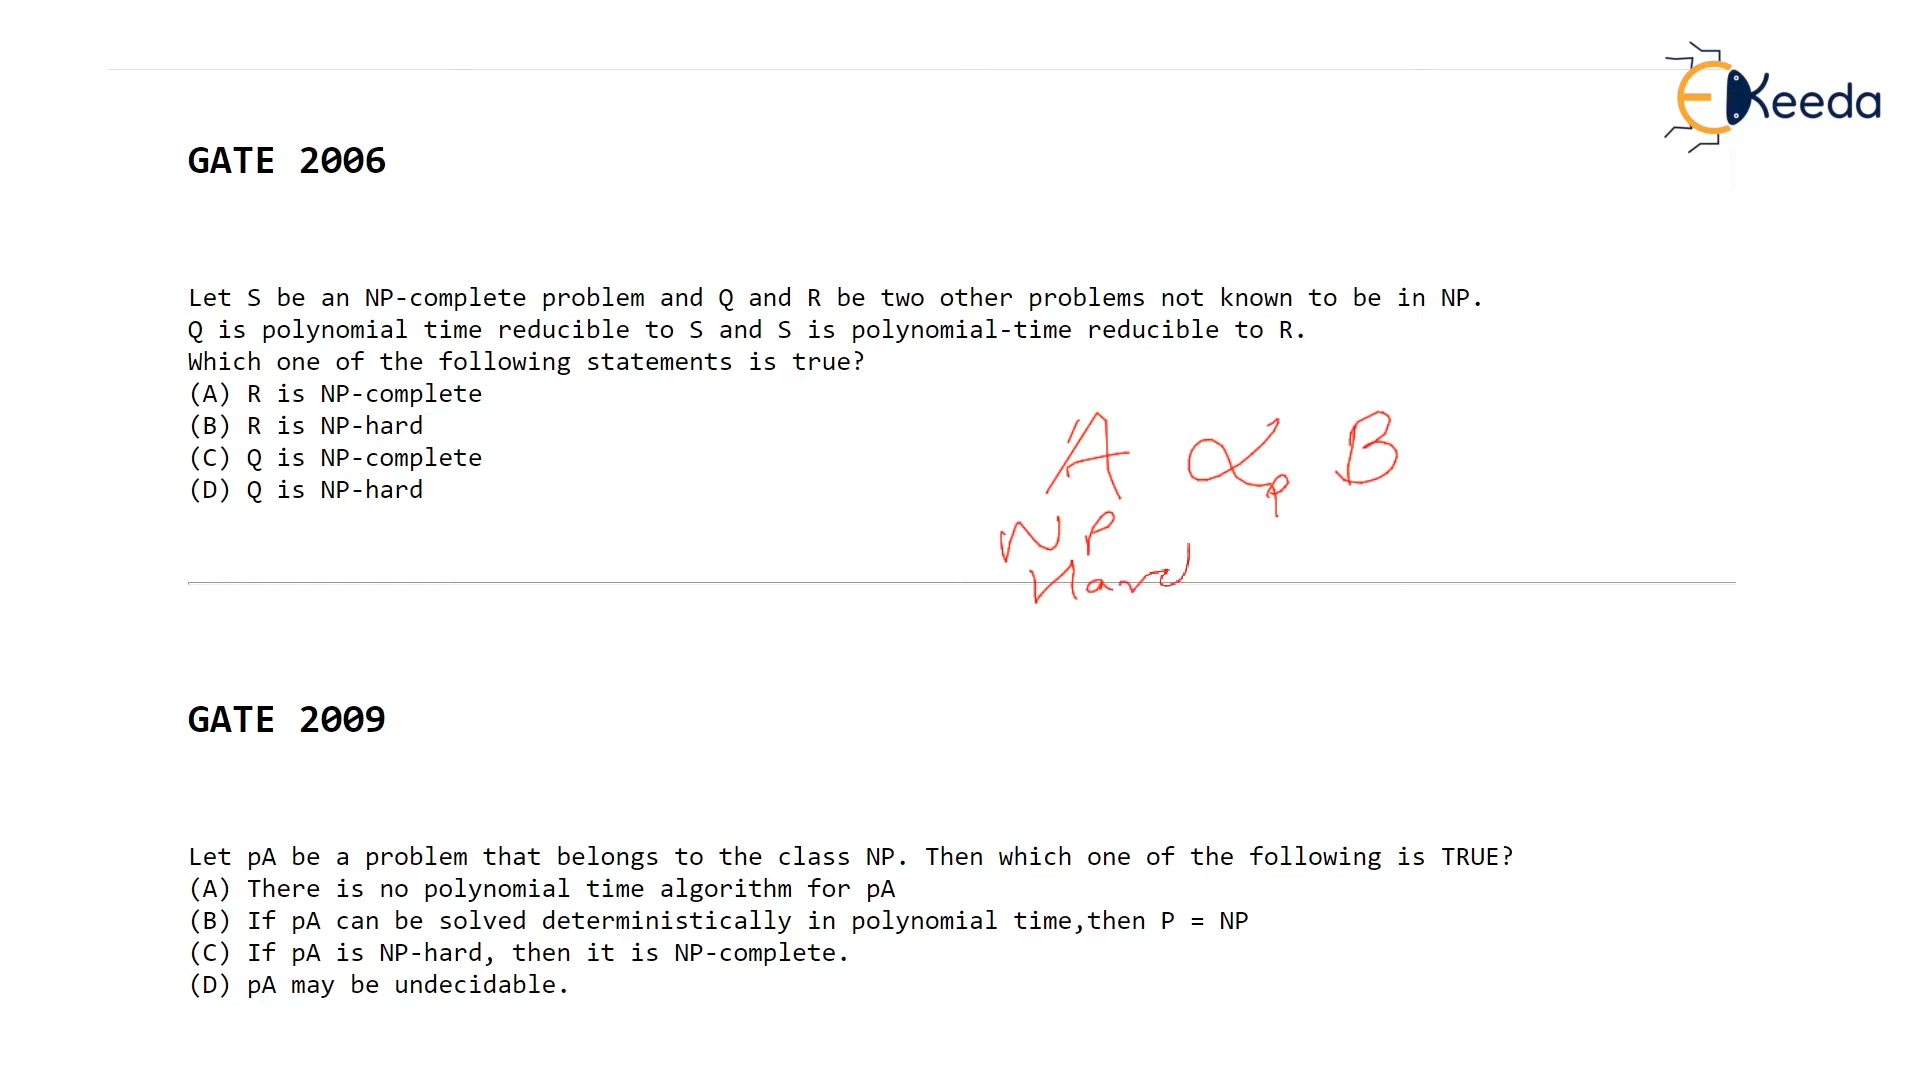 EKeeda
GATE 2006
Let S be an NP-complete problem and Q and R be two other problems not known to be in NP.
Q is polynomial time reducible to S and S is polynomial-time reducible to R.
Which one of the following statements is true?
(A) R is NP-complete
(B) R is NP-hard
(C) Q is NP-complete
(D) Q is NP-hard
A ∝p B
NP
Hard
GATE 2009
Let pA be a problem that belongs to the class NP. Then which one of the following is TRUE?
(A) There is no polynomial time algorithm for pA
(B) If pA can be solved deterministically in polynomial time,then P = NP
(C) If pA is NP-hard, then it is NP-complete.
(D) pA may be undecidable.